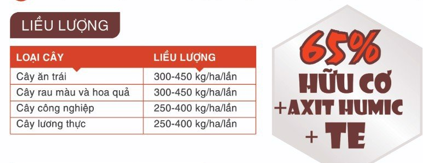 LIỀU LƯỢNG
LOẠI CÂY LIỀU LƯỢNG
Cây ăn trái 300-450 kg/ha/lần
Cây rau màu và hoa quả 300-450 kg/ha/lần
Cây công nghiệp 250-400 kg/ha/lần
Cây lương thực 250-400 kg/ha/lần
65%
HỮU CƠ
+AXIT HUMIC
+ TE